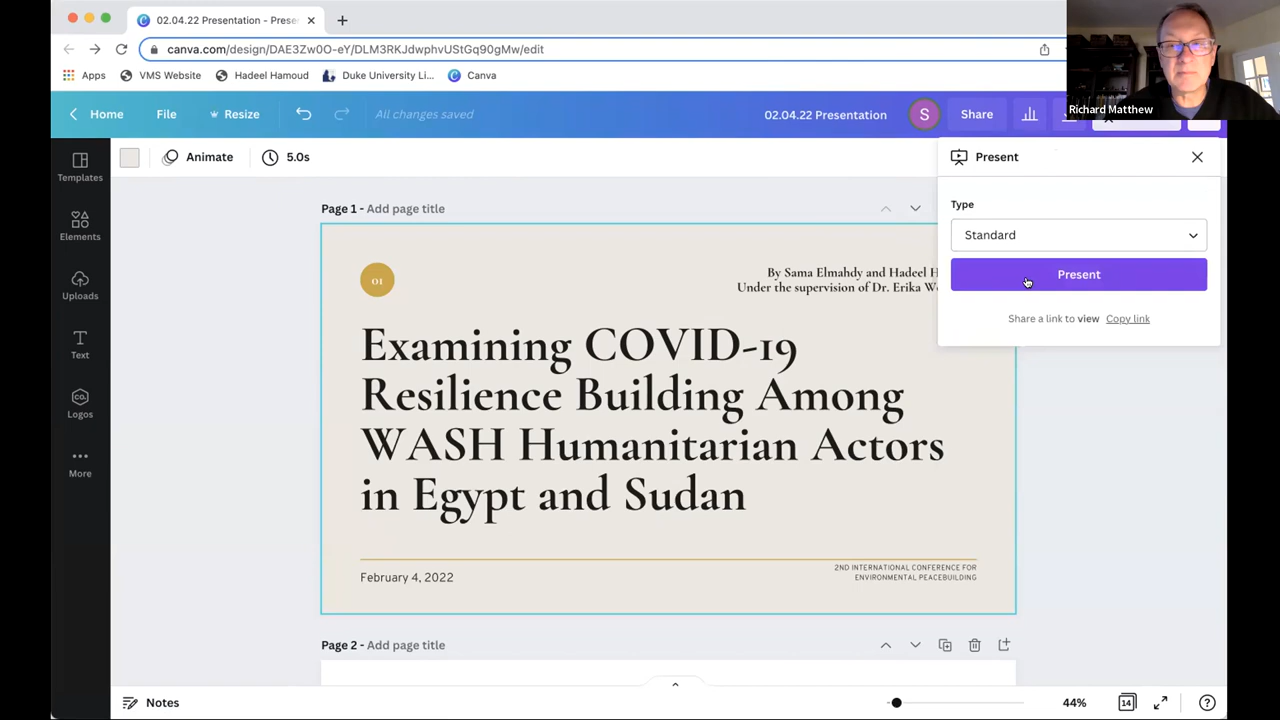 02.04.22 Presentation - Prese
canva.com/design/DAE3Zw0O-eY/DLM3RKJdwphvUStGq90gMw/edit
Apps
VMS Website
Hadeel Hamoud
Duke University Li...
Canva
Richard Matthew
Home
File
Resize
All changes saved
02.04.22 Presentation
S
Share
Templates
Elements
Uploads
Text
CO.
Logos
More
Animate
5.0s
Present
Type
Standard
Present
Share a link to view Copy link
Page 1 - Add page title
01
By Sama Elmahdy and Hadeel H
Under the supervision of Dr. Erika We
Examining COVID-19
Resilience Building Among
WASH Humanitarian Actors
in Egypt and Sudan
February 4, 2022
2ND INTERNATIONAL CONFERENCE FOR
ENVIRONMENTAL PEACEBUILDING
Page 2 - Add page title
Notes
44%
14
?